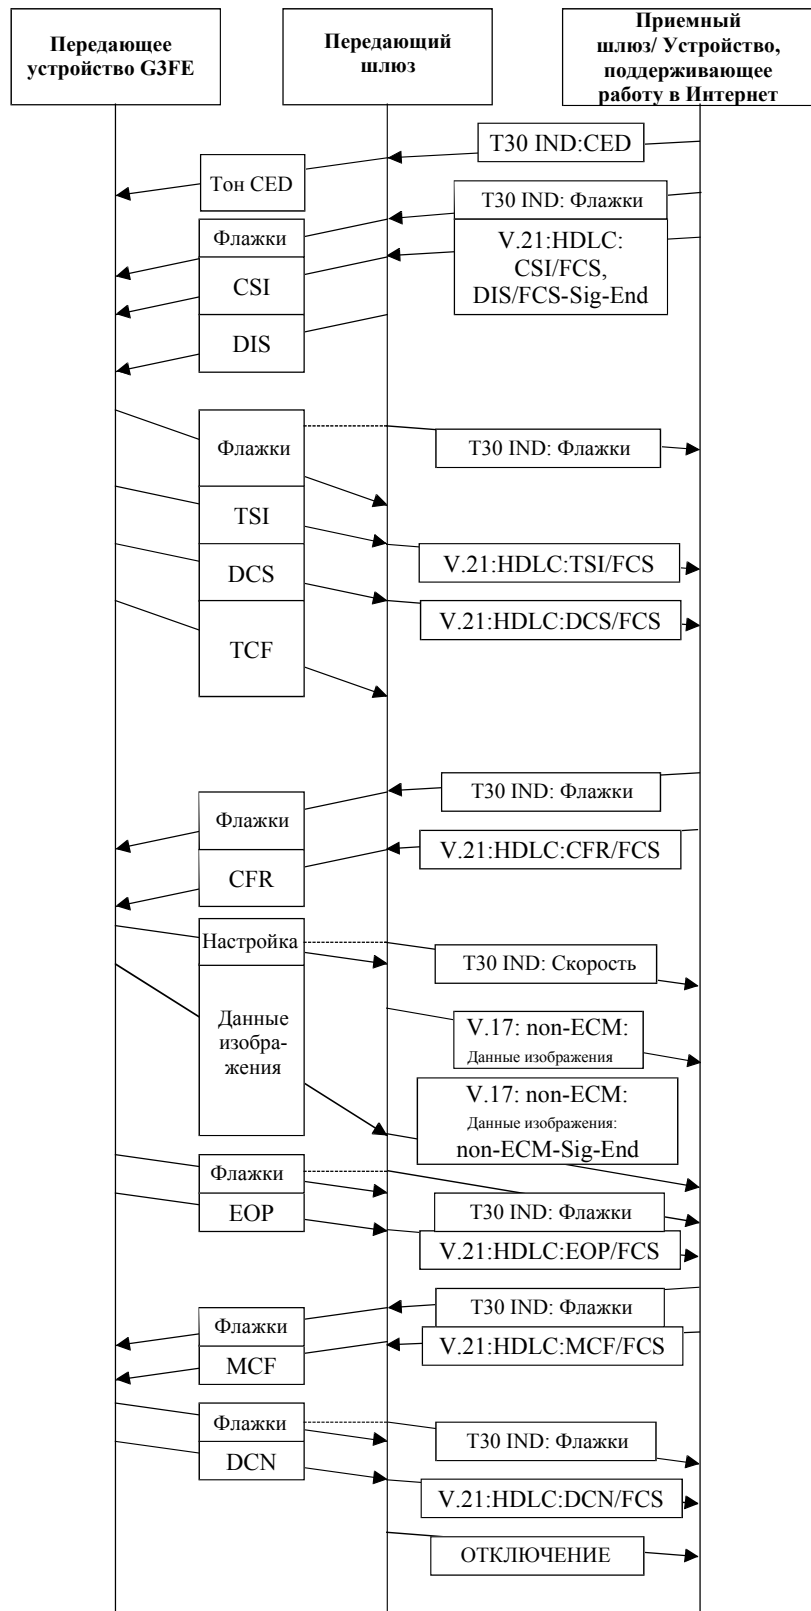 Передающее
устройство G3FE
Передающий
шлюз
Приемный
шлюз/ Устройство,
поддерживающее
работу в Интернет
T30 IND:CED
Тон CED
T30 IND: Флажки
Флажки
V.21:HDLC:
CSI/FCS,
DIS/FCS-Sig-End
CSI
DIS
Флажки
T30 IND: Флажки
TSI
V.21:HDLC:TSI/FCS
DCS
V.21:HDLC:DCS/FCS
TCF
T30 IND: Флажки
Флажки
V.21:HDLC:CFR/FCS
CFR
Настройка
T30 IND: Скорость
Данные
изобра-
жения
V.17: non-ECM:
Данные изображения
V.17: non-ECM:
Данные изображения:
non-ECM-Sig-End
Флажки
T30 IND: Флажки
EOP
V.21:HDLC:EOP/FCS
T30 IND: Флажки
Флажки
V.21:HDLC:MCF/FCS
MCF
Флажки
T30 IND: Флажки
DCN
V.21:HDLC:DCN/FCS
ОТКЛЮЧЕНИЕ